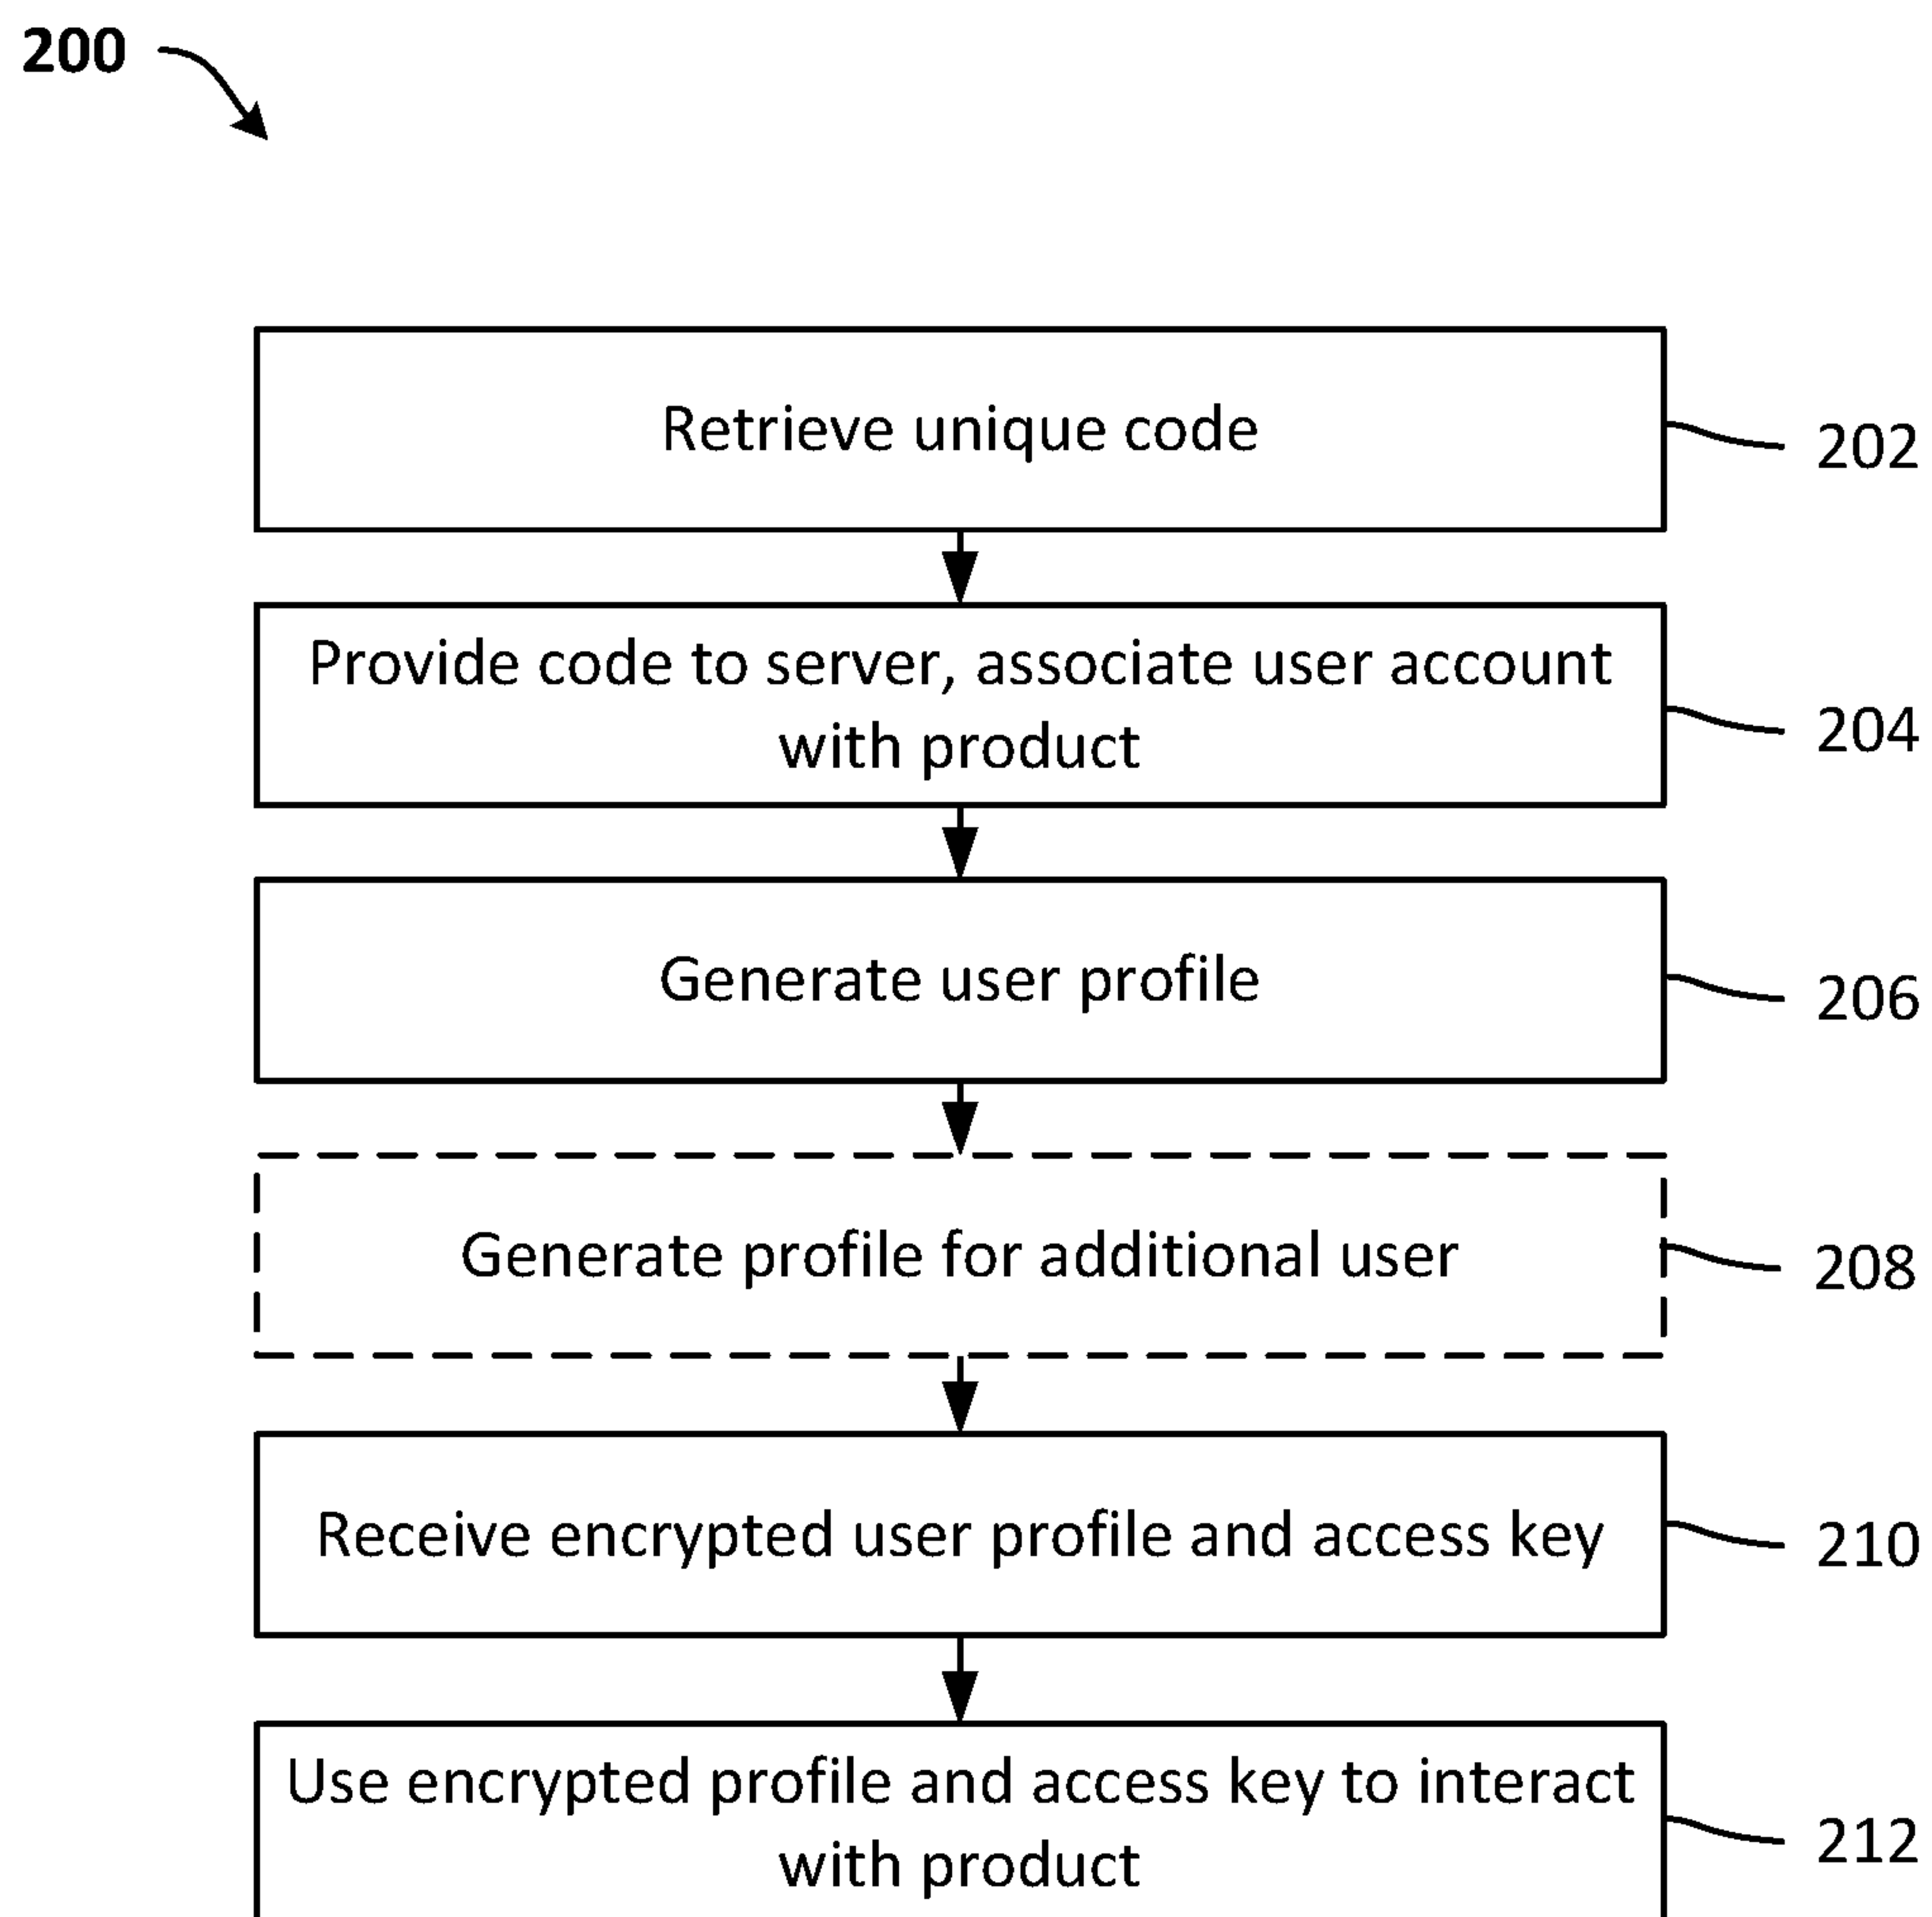 200
Retrieve unique code
202
Provide code to server, associate user account
with product
204
Generate user profile
206
Generate profile for additional user
208
Receive encrypted user profile and access key
210
Use encrypted profile and access key to interact
with product
212